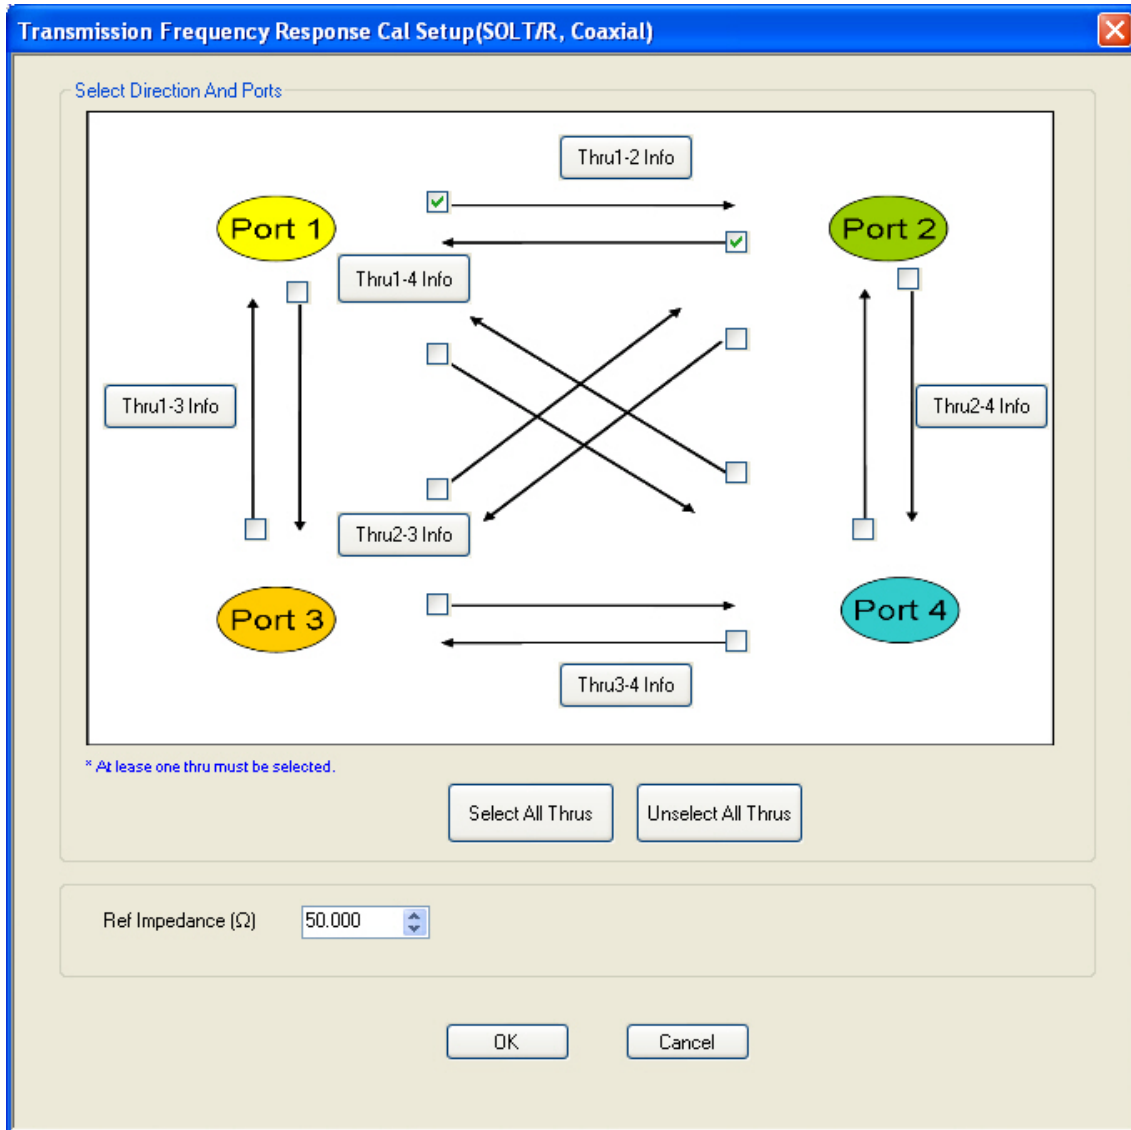 Transmission Frequency Response Cal Setup(SOLT/R, Coaxial)
Select Direction And Ports
Thru1-2 Info
Port 1
Port 2
Thru1-4 Info
Thru1-3 Info
Thru2-4 Info
Thru2-3 Info
Port 3
Port 4
Thru3-4 Info
* At lease one thru must be selected.
Select All Thrus
Unselect All Thrus
Ref Impedance (Ω)
50.000
OK
Cancel